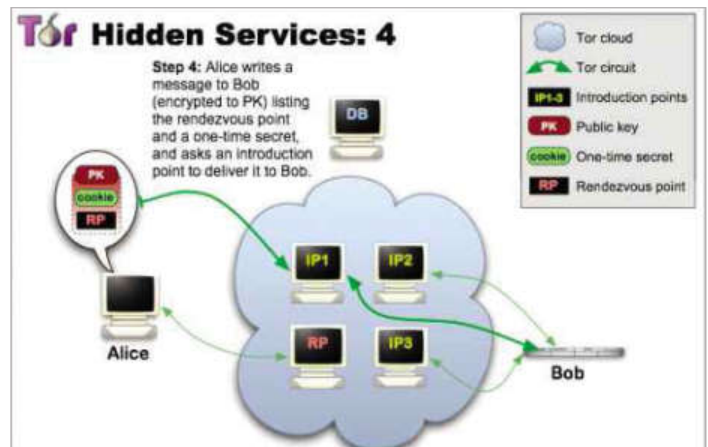 Tor Hidden Services: 4
Step 4: Alice writes a
message to Bob
(encrypted to PK) listing
the rendezvous point
and a one-time secret,
and asks an introduction
point to deliver it to Bob.
DB
Tor cloud
Tor circuit
IP1-3 Introduction points
PK Public key
cookie One-time secret
RP Rendezvous point
PK
cookie
RP
IP1
IP2
RP
IP3
Alice
Bob